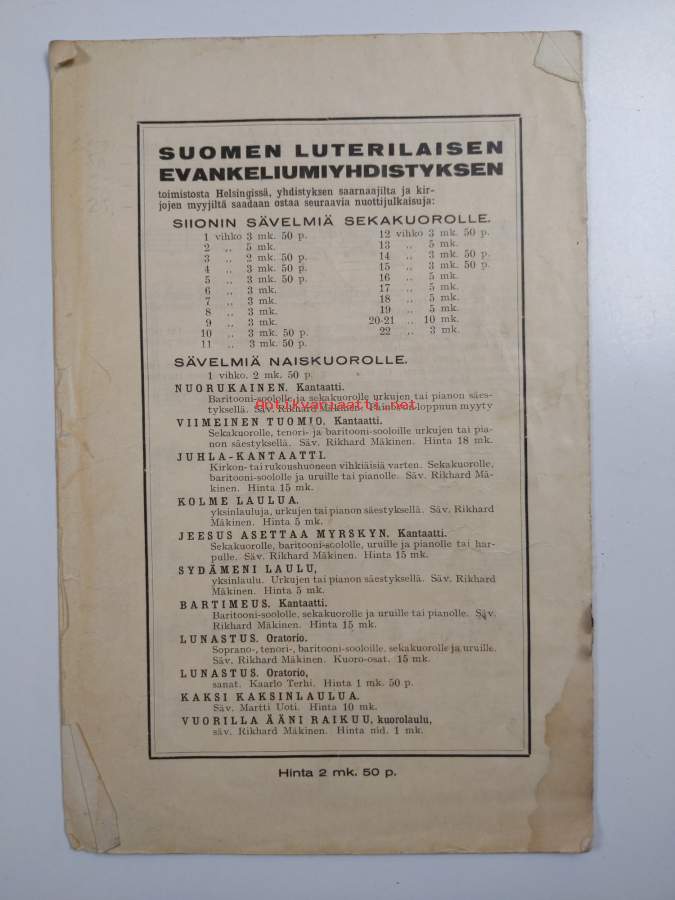 SUOMEN LUTERILAISEN
EVANKELIUMIYHDISTYKSEN
toimistosta Helsingissä, yhdistyksen saarnaajilta ja kir-
jojen myyjiltä saadaan ostaa seuraavia nuottijulkaisuja:
SIIONIN SÄVELMIÄ SEKAKUOROLLE.
1 vihko 3 mk. 50 p.
2 „ 5 mk.
3 „ 2 mk. 50 p.
4 „ 3 mk. 50 p.
5 „ 3 mk. 50 p.
6 „ 3 mk.
7 „ 3 mk.
8 „ 3 mk.
9 „ 3 mk.
10 „ 3 mk. 50 p.
11 „ 3 mk. 50 p.
12 vihko 3 mk. 50 p.
13 „ 5 mk.
14 „ 3 mk. 50 p.
15 „ 3 mk. 50 p.
16 „ 5 mk.
17 „ 5 mk.
18 „ 5 mk.
19 „ 5 mk.
20-21 „ 10 mk.
22 „ 3 mk.
SÄVELMIÄ NAISKUOROLLE.
1 vihko. 2 mk. 50 p.
NUORUKAINEN. Kantaatti.
Baritooni-soololle ja sekakuorolle urkujen tai pianon säes-
tyksellä. Säv. Rikhard Mäkinen. Painos loppuun myyty
antikvariaatti.net
VIIMEINEN TUOMIO. Kantaatti.
Sekakuorolle, tenori- ja baritooni-sooloille urkujen tai pia-
non säestyksellä. Säv. Rikhard Mäkinen. Hinta 18 mk.
JUHLA-KANTAATTI.
Kirkon- tai rukoushuoneen vihkiäisiä varten. Sekakuorolle,
baritooni-soololle ja uruille tai pianolle. Säv. Rikhard Mä-
kinen. Hinta 15 mk.
KOLME LAULUA.
yksinlauluja, urkujen tai pianon säestyksellä. Säv. Rikhard
Mäkinen. Hinta 5 mk.
JEESUS ASETTAA MYRSKYN. Kantaatti.
Sekakuorolle, baritooni-soololle, uruille ja pianolle tai har-
pulle. Säv. Rikhard Mäkinen. Hinta 15 mk.
SYDÄMENI LAULU,
yksinlaulu. Urkujen tai pianon säestyksellä. Säv. Rikhard
Mäkinen. Hinta 5 mk.
BARTIMEUS. Kantaatti.
Baritooni-soololle, sekakuorolle ja uruille tai pianolle. Säv.
Rikhard Mäkinen. Hinta 15 mk.
LUNASTUS. Oratorio.
Soprano-, tenori-, baritooni-sooloille, sekakuorolle ja uruille.
Säv. Rikhard Mäkinen. Kuoro-osat. 15 mk.
LUNASTUS. Oratorio,
sanat. Kaarlo Terhi. Hinta 1 mk. 50 p.
KAKSI KAKSINLAULUA.
Säv. Martti Uoti. Hinta 10 mk.
VUORILLA ÄÄNI RAIKUU, kuorolaulu,
säv. Rikhard Mäkinen. Hinta nid. 1 mk.
Hinta 2 mk. 50 p.